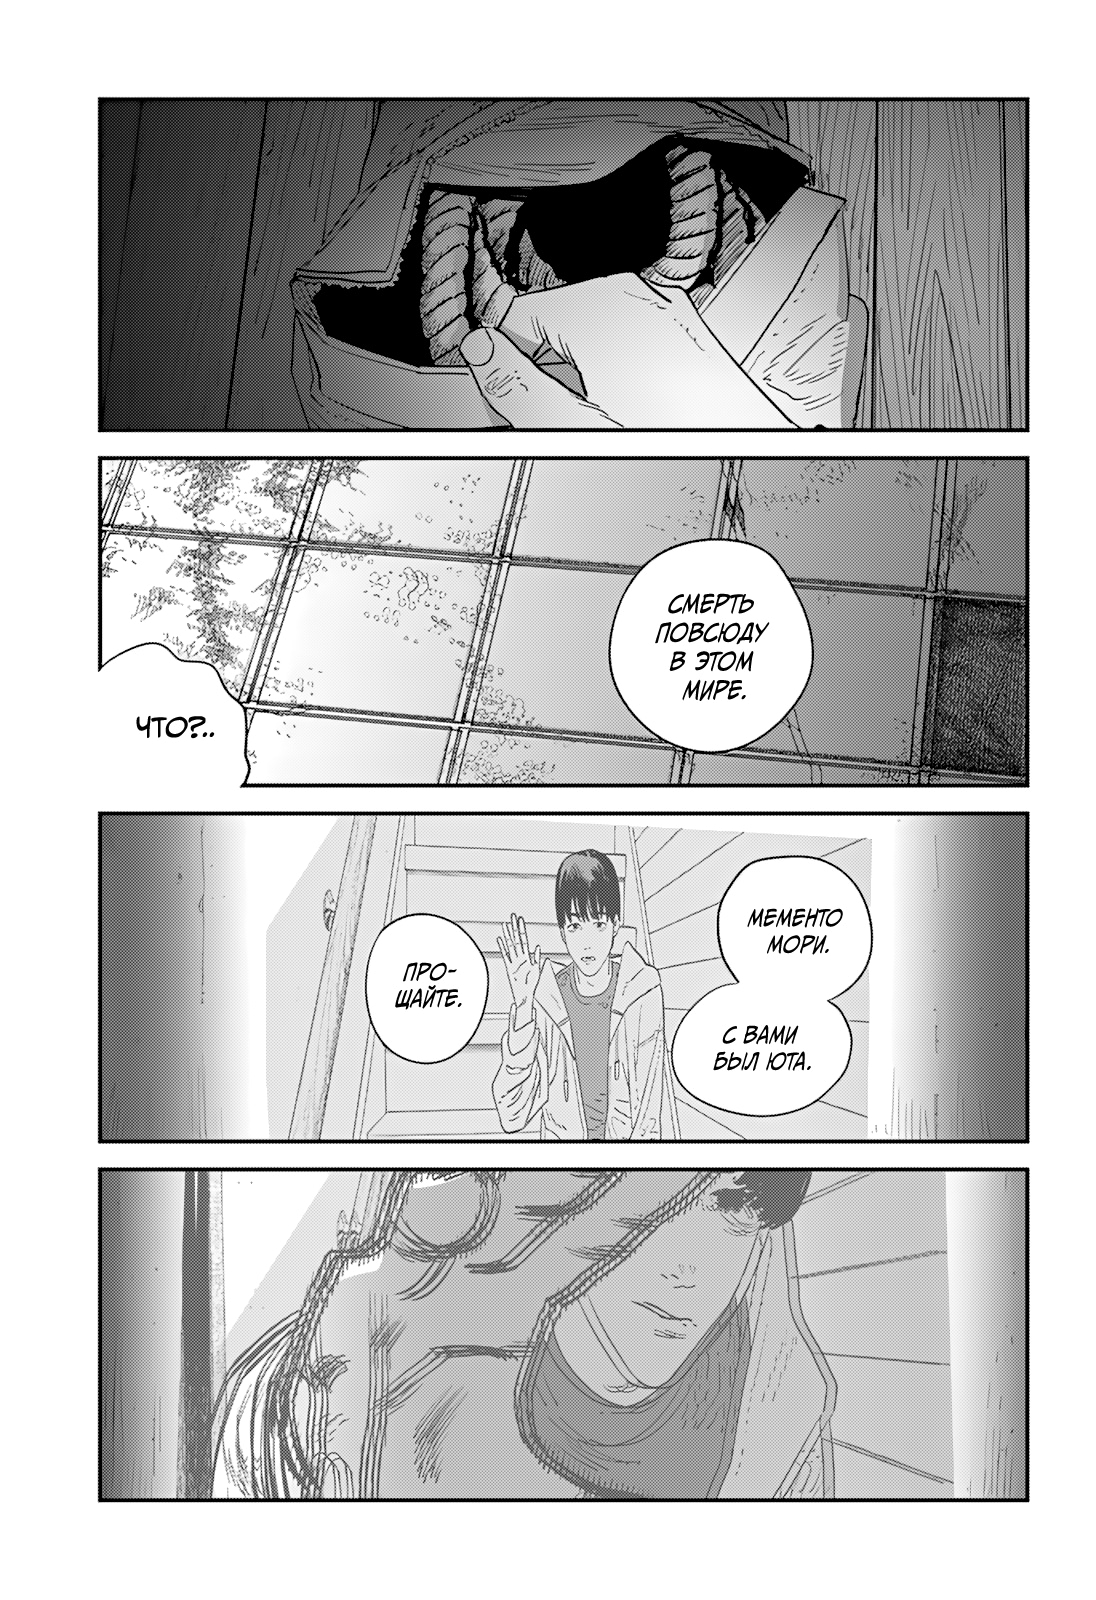 СМЕРТЬ
ПОВСЮДУ
В ЭТОМ
МИРЕ.
ЧТО?..
МЕМЕНТО
МОРИ.
С ВАМИ
БЫЛ ЮТА.
ПРО-
ЩАЙТЕ.